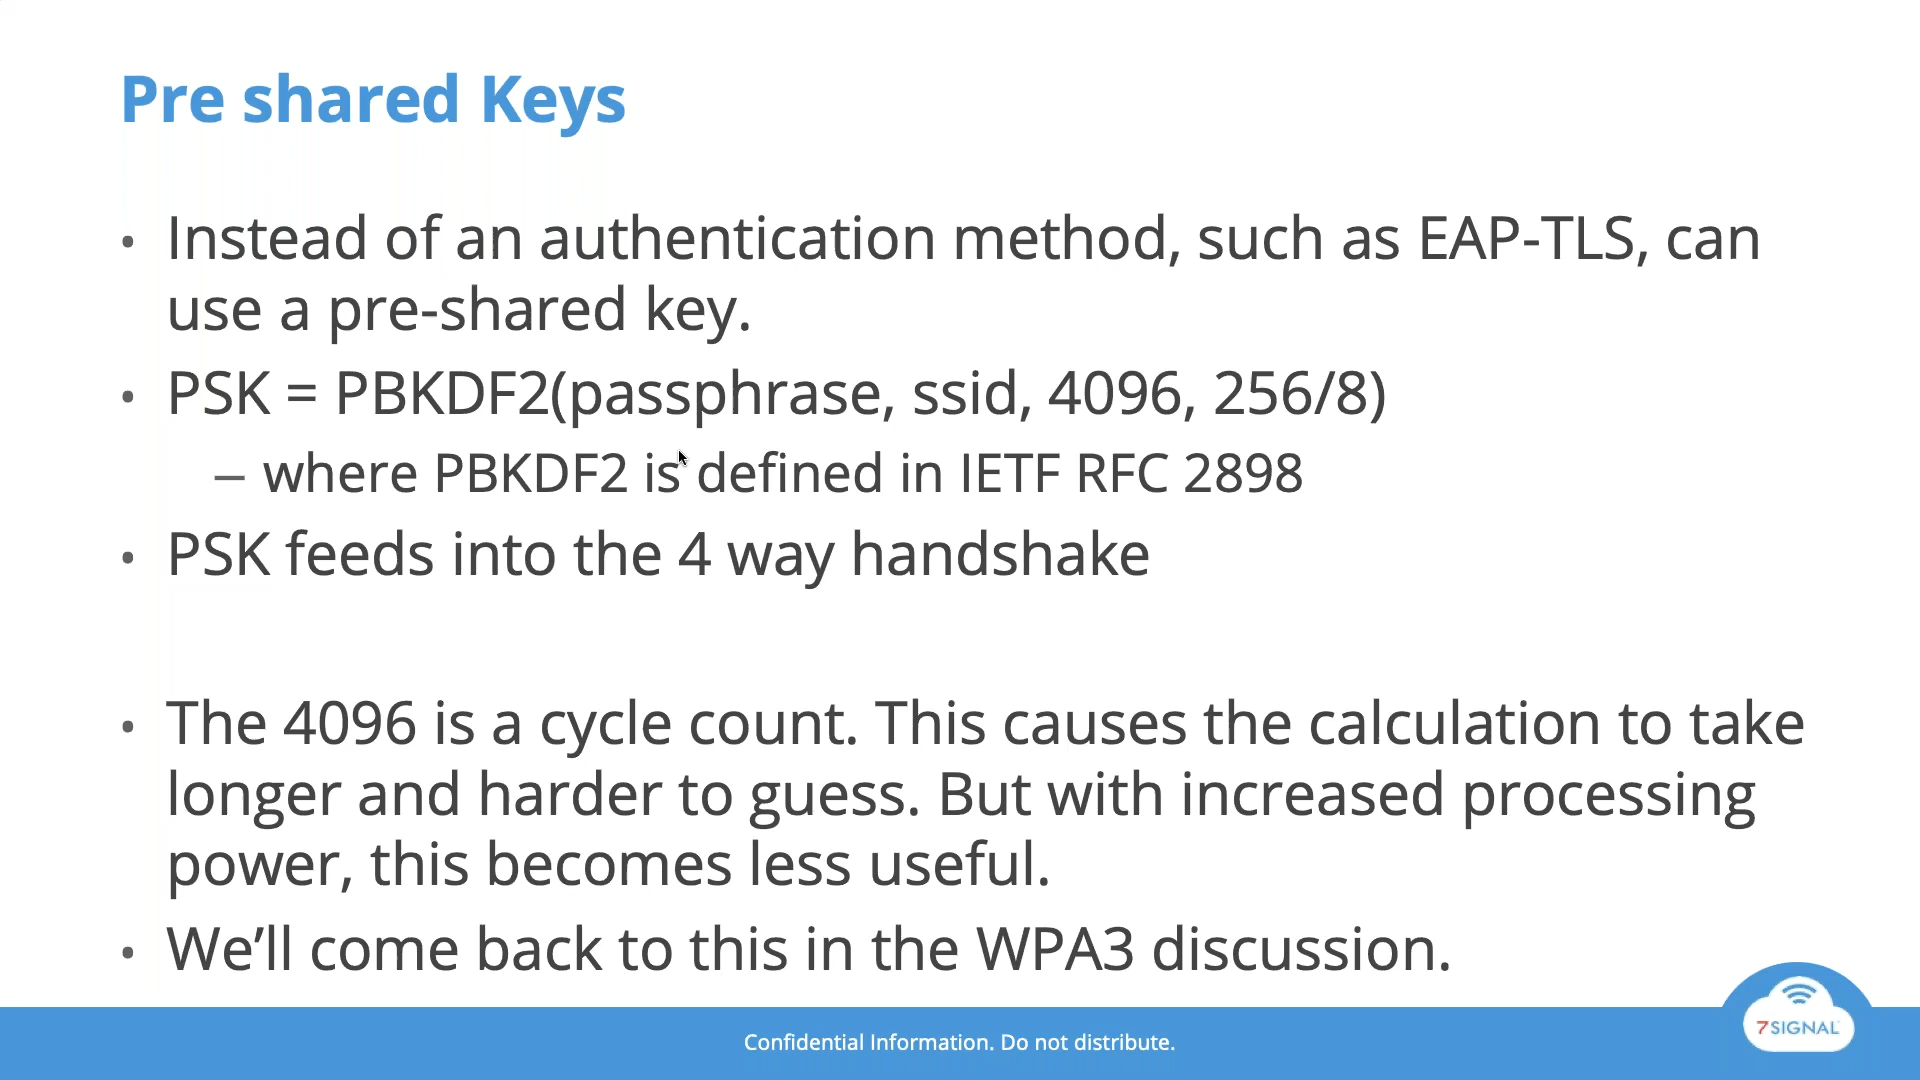 Pre shared Keys
• Instead of an authentication method, such as EAP-TLS, can
use a pre-shared key.
• PSK = PBKDF2(passphrase, ssid, 4096, 256/8)
– where PBKDF2 is defined in IETF RFC 2898
• PSK feeds into the 4 way handshake
• The 4096 is a cycle count. This causes the calculation to take
longer and harder to guess. But with increased processing
power, this becomes less useful.
• We’ll come back to this in the WPA3 discussion.
7SIGNAL
Confidential Information. Do not distribute.